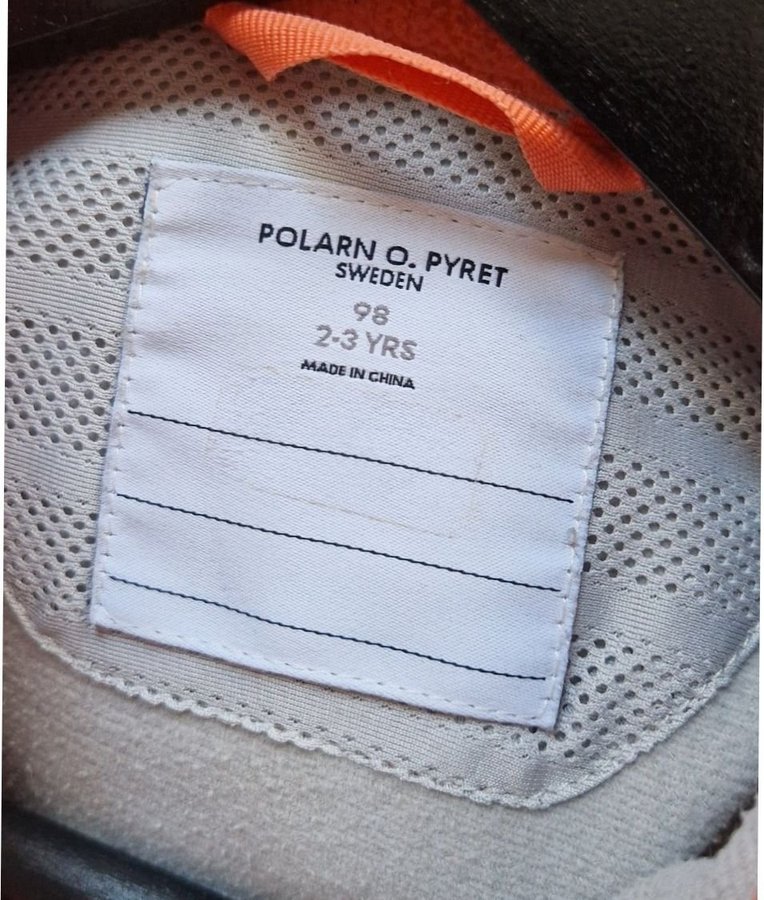 POLARN O. PYRET
SWEDEN
98
2-3 YRS
MADE IN CHINA